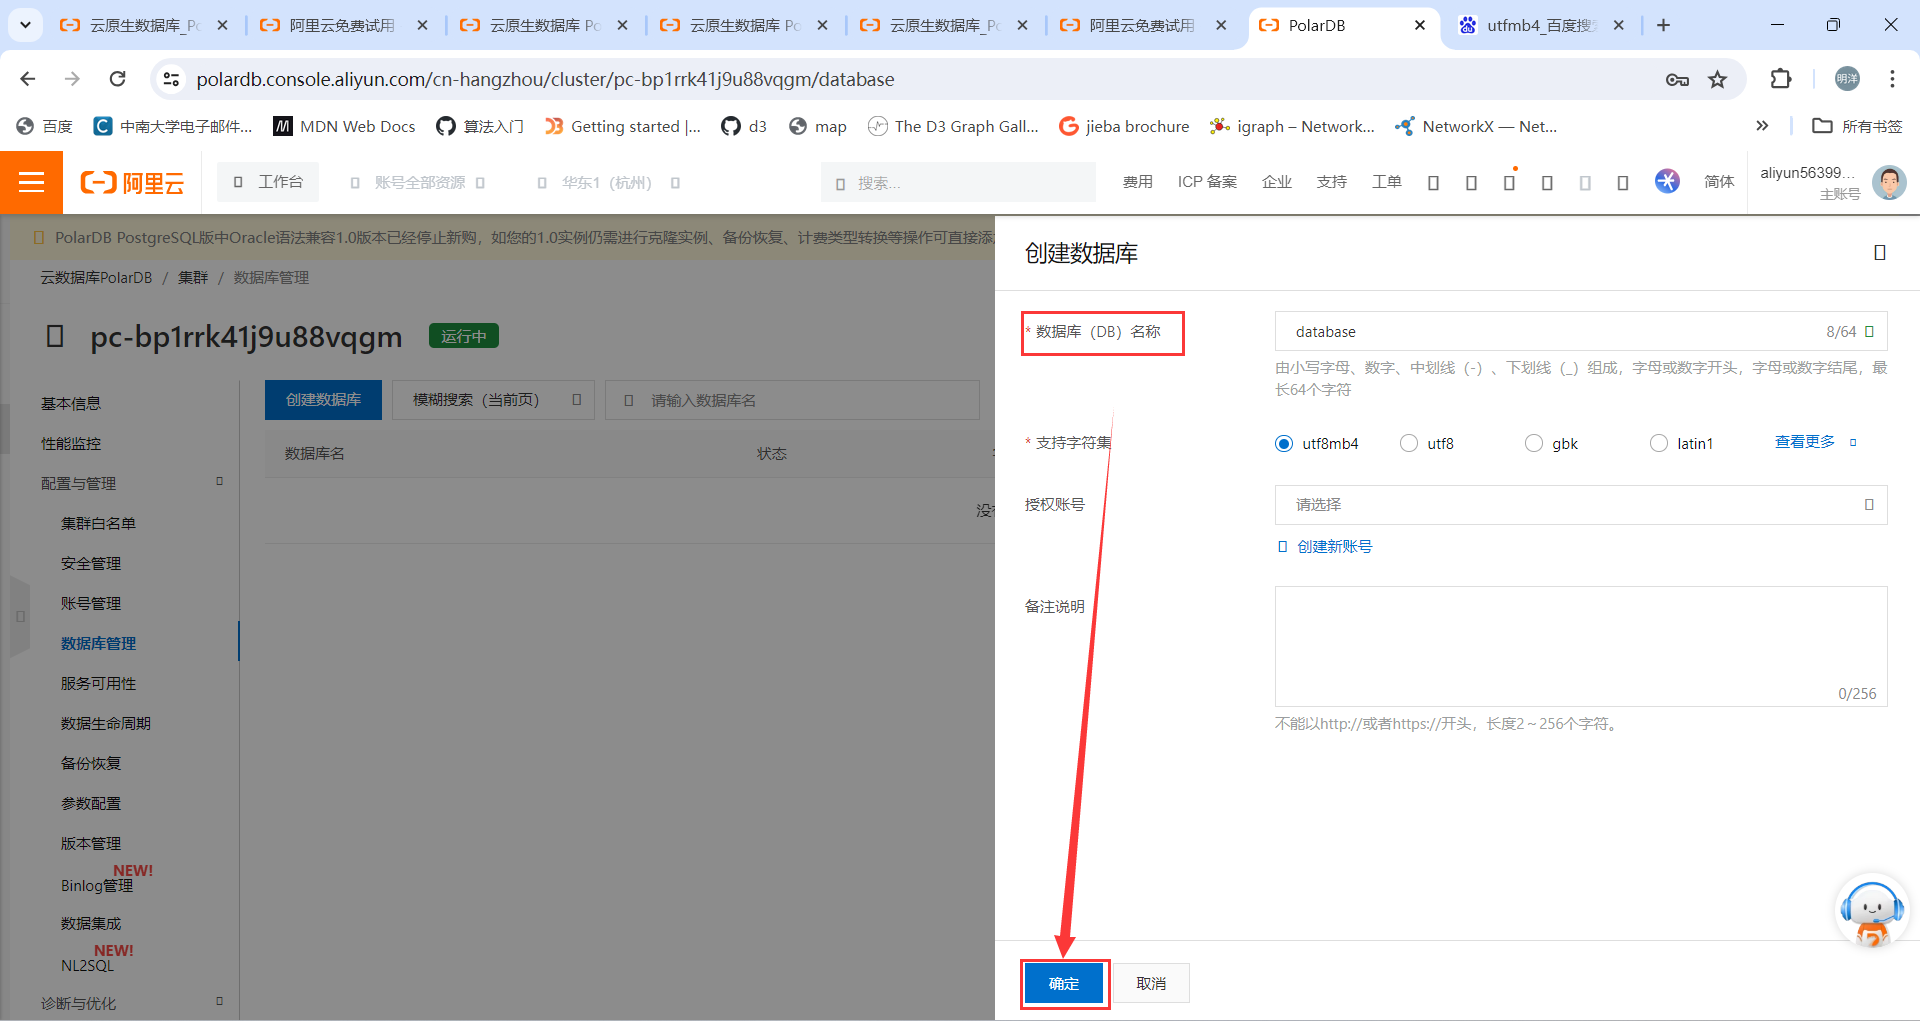 云原生数据库_P
阿里云免费试用
云原生数据库 Po
云原生数据库 Po
云原生数据库_P
阿里云免费试用
PolarDB
utfmb4_百度搜
polardb.console.aliyun.com/cn-hangzhou/cluster/pc-bp1rrk41j9u88vqgm/database
明洋
百度
中南大学电子邮件...
MDN Web Docs
算法入门
Getting started |...
d3
map
The D3 Graph Gall...
jieba brochure
igraph – Network...
NetworkX — Net...
所有书签
阿里云
工作台
账号全部资源
华东1（杭州）
搜索...
费用
ICP 备案
企业
支持
工单
简体
aliyun56399...
主账号
PolarDB PostgreSQL版中Oracle语法兼容1.0版本已经停止新购，如您的1.0实例仍需进行克隆实例、备份恢复、计费类型转换等操作可直接添
云数据库PolarDB / 集群 / 数据库管理
pc-bp1rrk41j9u88vqgm
运行中
基本信息
性能监控
配置与管理
集群白名单
安全管理
账号管理
数据库管理
服务可用性
数据生命周期
备份恢复
参数配置
版本管理
NEW!
Binlog管理
数据集成
NEW!
NL2SQL
诊断与优化
创建数据库
模糊搜索（当前页）
请输入数据库名
数据库名
状态
没有
创建数据库
* 数据库（DB）名称
database
8/64
由小写字母、数字、中划线（-）、下划线（_）组成，字母或数字开头，字母或数字结尾，最
长64个字符
* 支持字符集
utf8mb4
utf8
gbk
latin1
查看更多
授权账号
请选择
创建新账号
备注说明
0/256
不能以http://或者https://开头，长度2～256个字符。
确定
取消